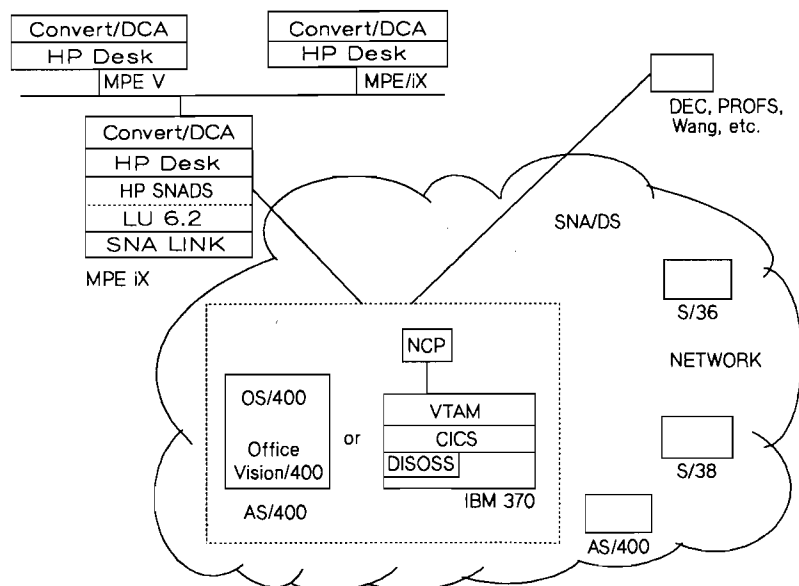 Convert/DCA
HP Desk
MPE V
Convert/DCA
HP Desk
MPE/iX
DEC, PROFS,
Wang, etc.
Convert/DCA
HP Desk
HP SNADS
LU 6.2
SNA LINK
MPE iX
SNA/DS
S/36
NETWORK
NCP
OS/400
Office
Vision/400
AS/400
or
VTAM
CICS
DISOSS
IBM 370
S/38
AS/400